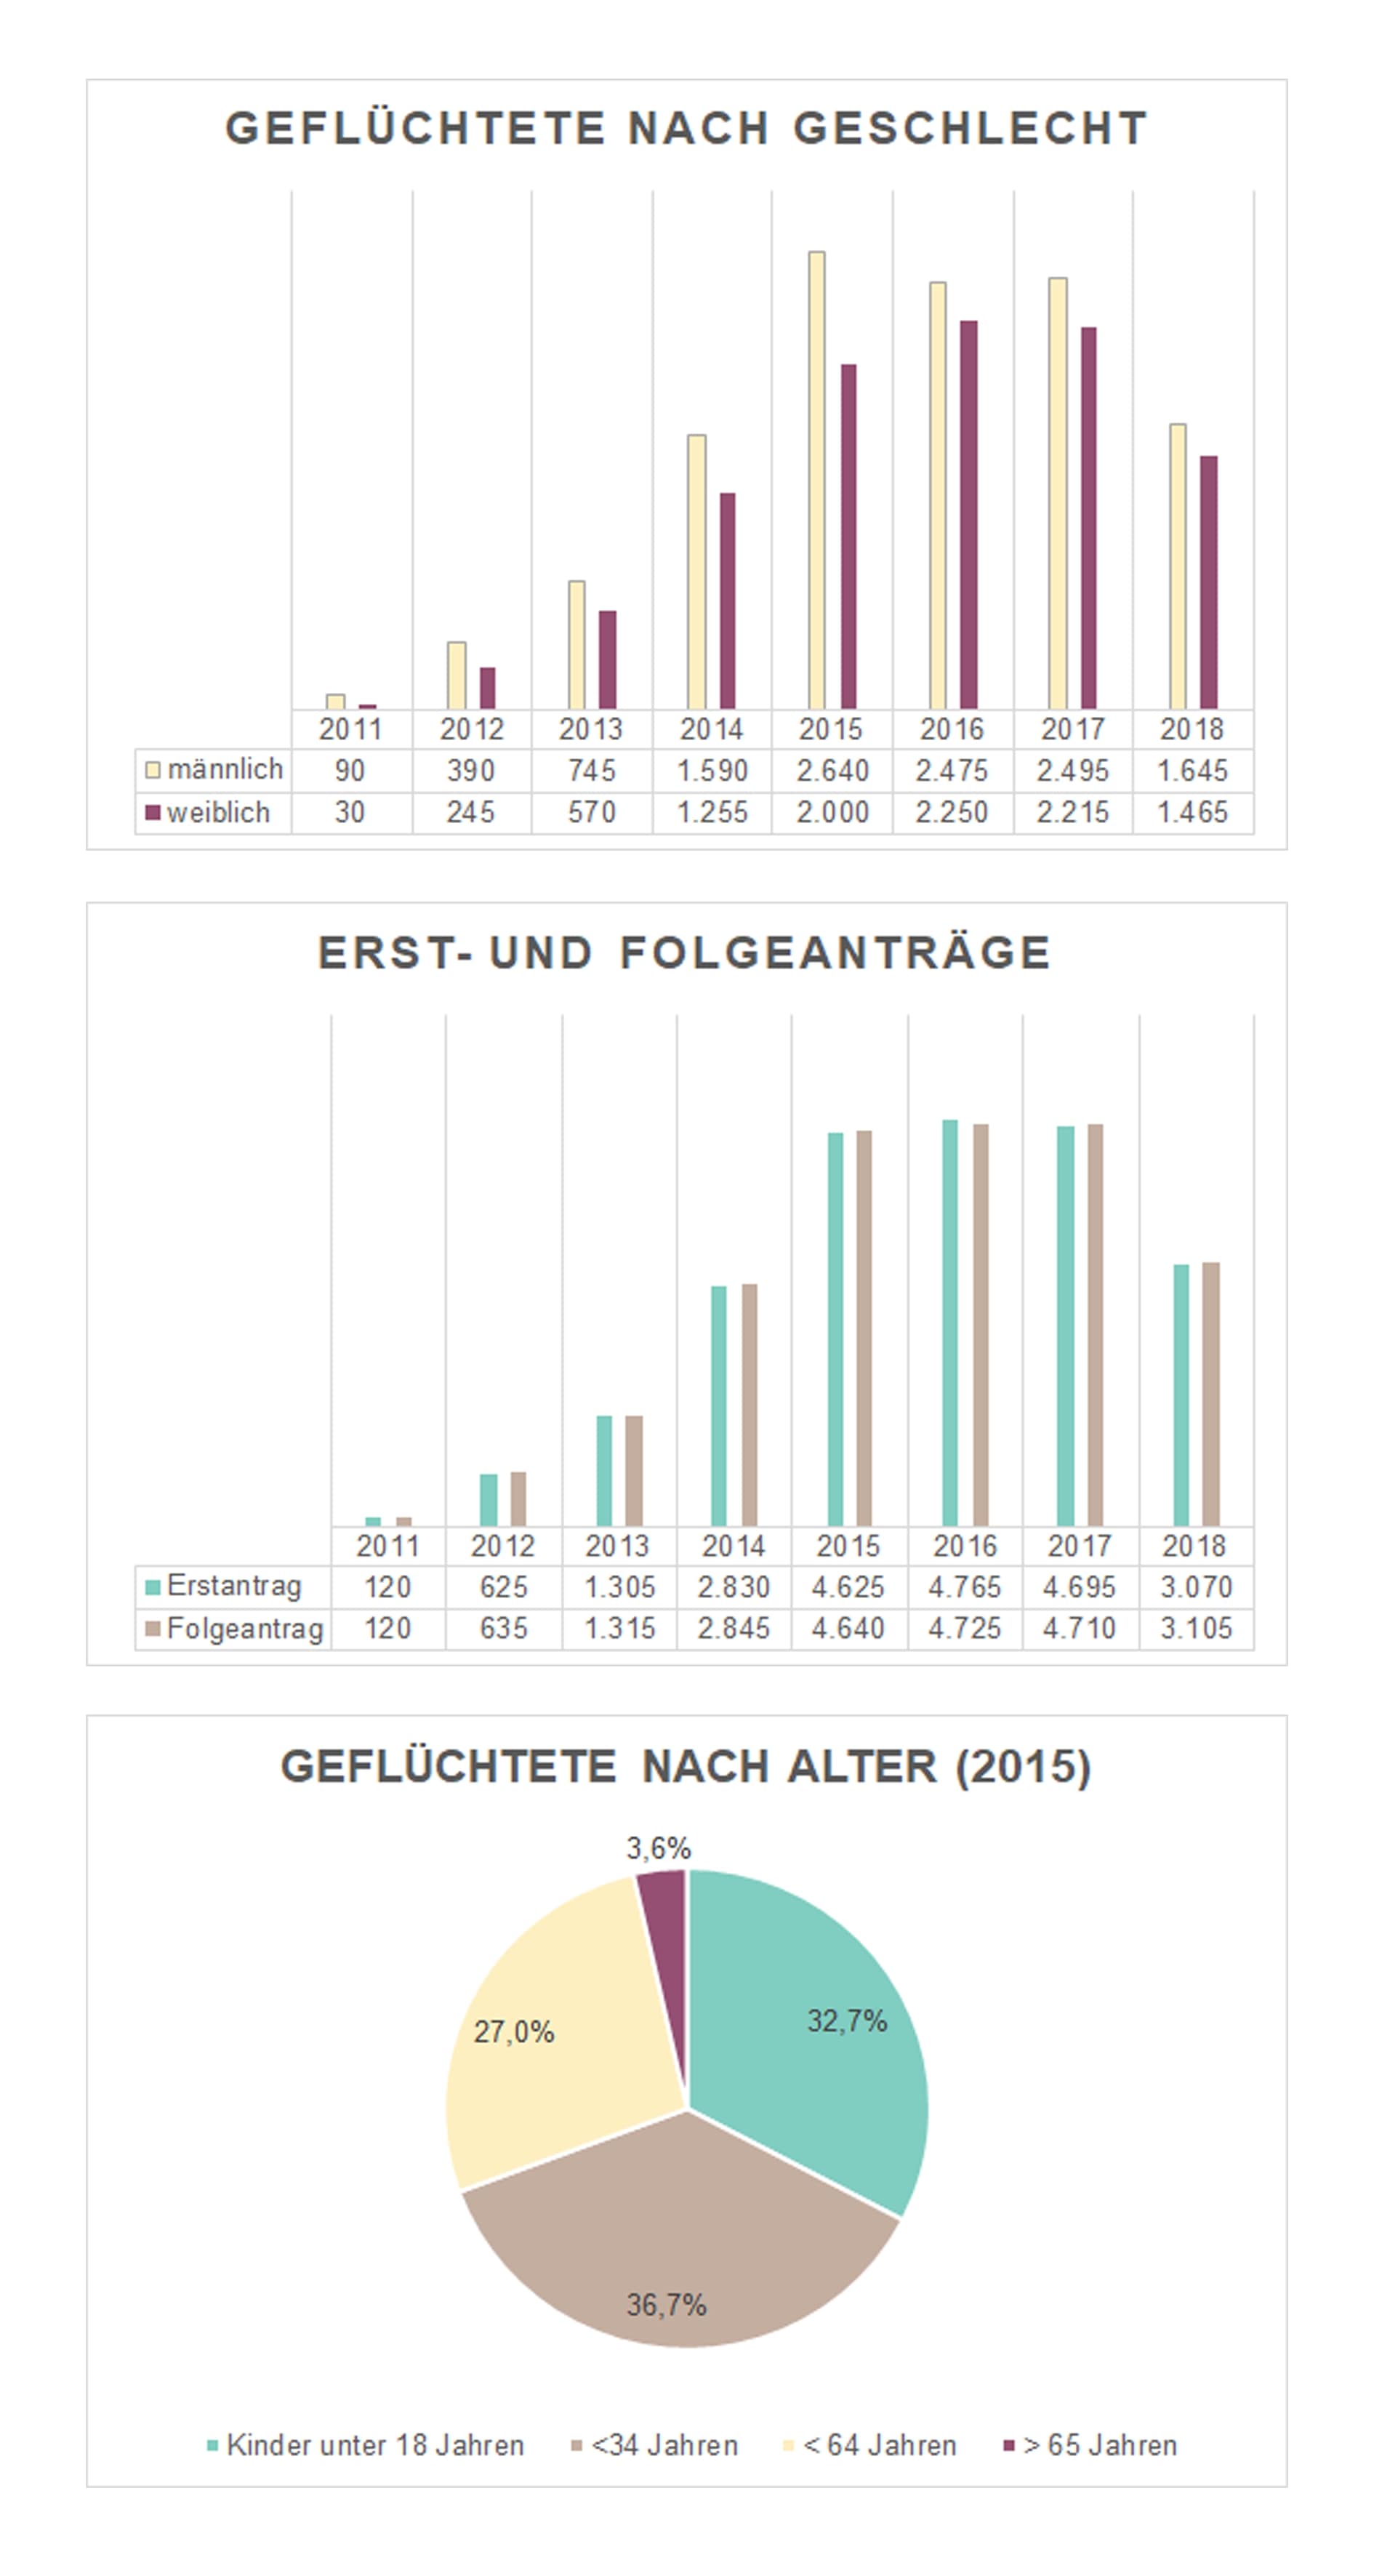 GEFLÜCHTETE NACH GESCHLECHT
2011 2012 2013 2014 2015 2016 2017 2018
männlich 90 390 745 1.590 2.640 2.475 2.495 1.645
weiblich 30 245 570 1.255 2.000 2.250 2.215 1.465
ERST- UND FOLGEANTRÄGE
2011 2012 2013 2014 2015 2016 2017 2018
Erstantrag 120 625 1.305 2.830 4.625 4.765 4.695 3.070
Folgeantrag 120 635 1.315 2.845 4.640 4.725 4.710 3.105
GEFLÜCHTETE NACH ALTER (2015)
3,6%
32,7%
27,0%
36,7%
Kinder unter 18 Jahren <34 Jahren < 64 Jahren > 65 Jahren